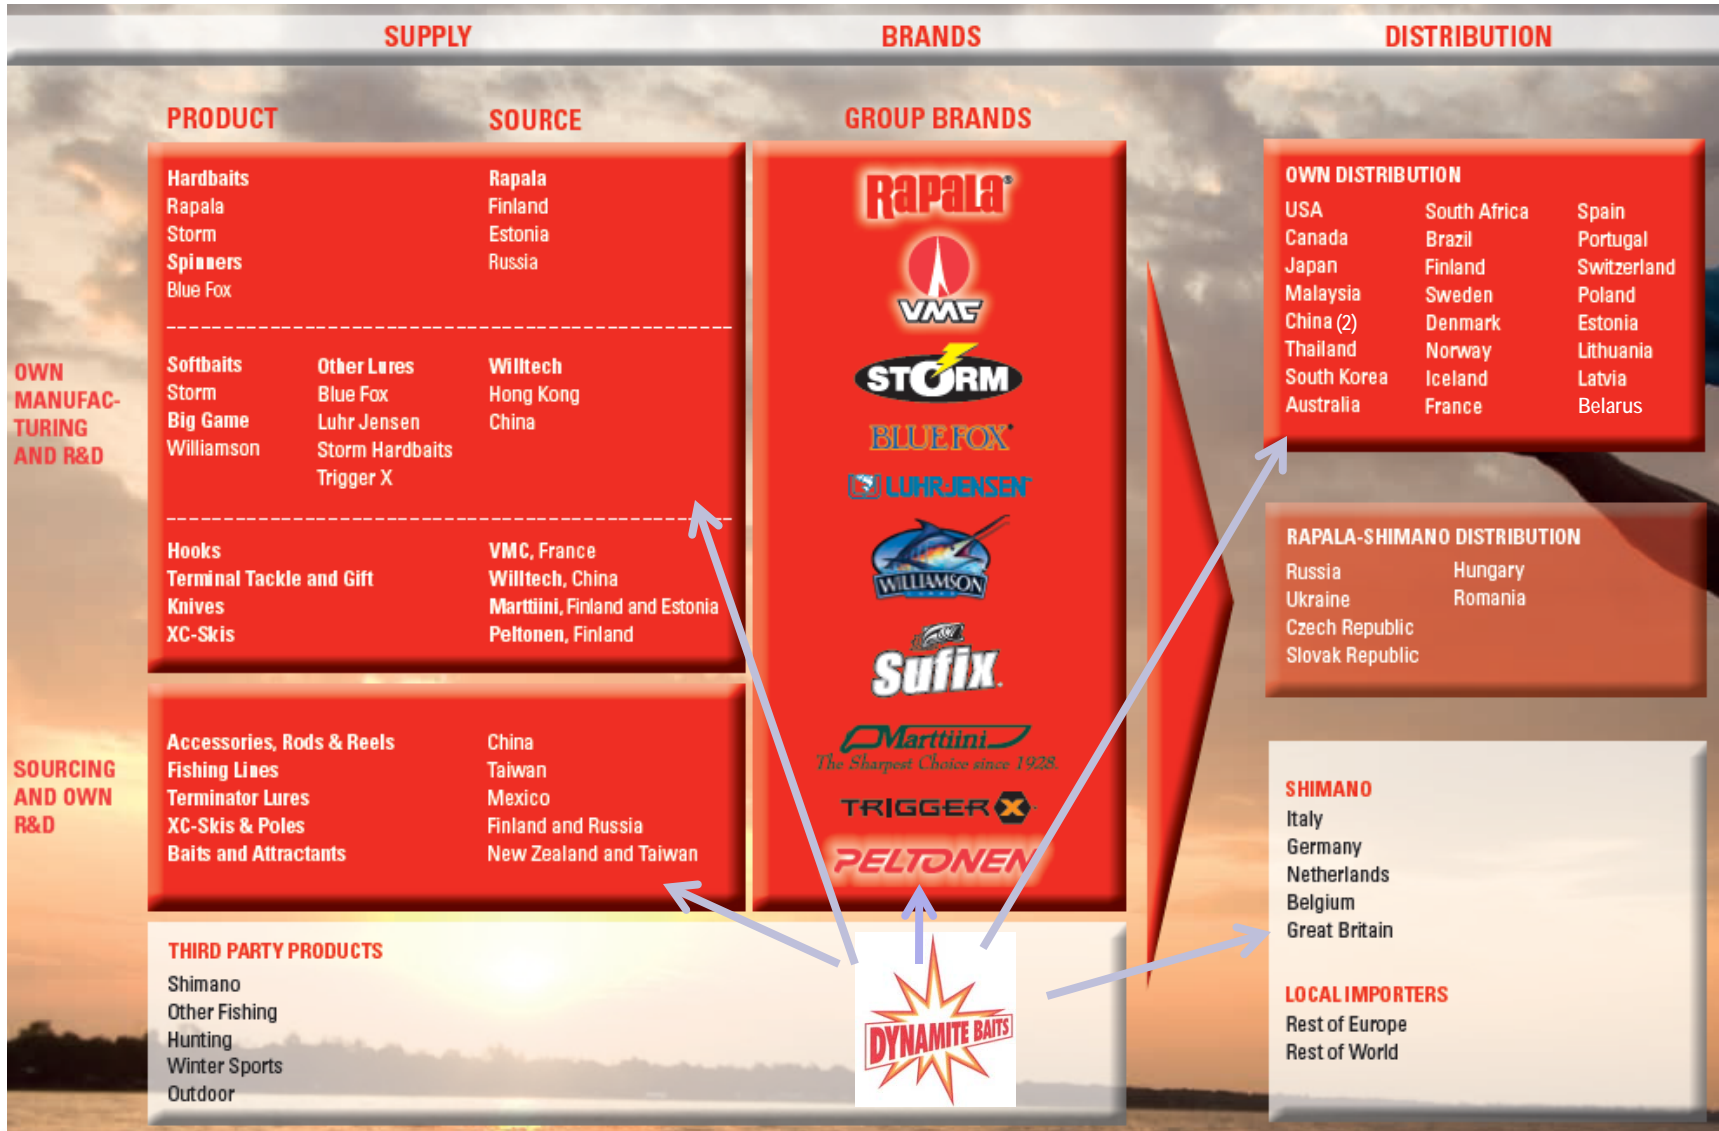 SUPPLY
BRANDS
DISTRIBUTION
PRODUCT
SOURCE
GROUP BRANDS
OWN
MANUFAC-
TURING
AND R&D
Hardbaits
Rapala
Storm
Spinners
Blue Fox
Rapala
Finland
Estonia
Russia
Softbaits
Storm
Big Game
Williamson
Other Lures
Blue Fox
Luhr Jensen
Storm Hardbaits
Trigger X
Willtech
Hong Kong
China
Hooks
Terminal Tackle and Gift
Knives
XC-Skis
VMC, France
Willtech, China
Marttiini, Finland and Estonia
Peltonen, Finland
SOURCING
AND OWN
R&D
Accessories, Rods & Reels
Fishing Lines
Terminator Lures
XC-Skis & Poles
Baits and Attractants
China
Taiwan
Mexico
Finland and Russia
New Zealand and Taiwan
THIRD PARTY PRODUCTS
Shimano
Other Fishing
Hunting
Winter Sports
Outdoor
Rapala®
VMC
STORM
BLUE FOX
LUHR-JENSEN
WILLIAMSON
Sufix
Marttiini
The Sharpest Choice since 1928.
TRIGGER X
PELTONEN
DYNAMITE BAITS
OWN DISTRIBUTION
USA
Canada
Japan
Malaysia
China (2)
Thailand
South Korea
Australia
South Africa
Brazil
Finland
Sweden
Denmark
Norway
Iceland
France
Spain
Portugal
Switzerland
Poland
Estonia
Lithuania
Latvia
Belarus
RAPALA-SHIMANO DISTRIBUTION
Russia
Ukraine
Czech Republic
Slovak Republic
Hungary
Romania
SHIMANO
Italy
Germany
Netherlands
Belgium
Great Britain
LOCAL IMPORTERS
Rest of Europe
Rest of World